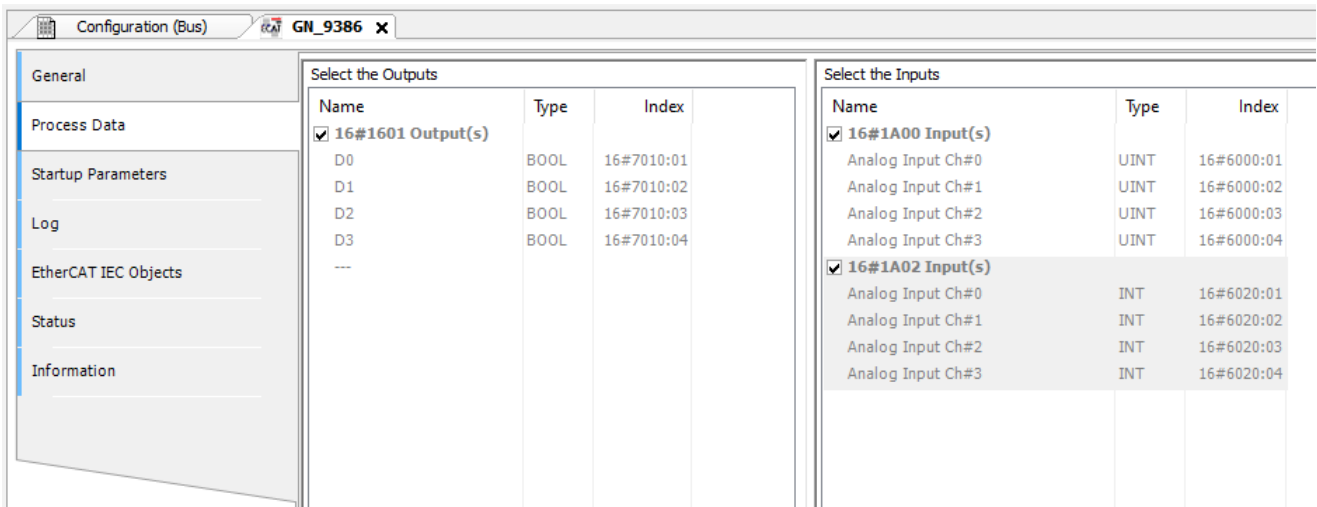 Configuration (Bus) ECAT GN_9386 X
General
Process Data
Startup Parameters
Log
EtherCAT IEC Objects
Status
Information
Select the Outputs
Name Type Index
16#1601 Output(s)
D0 BOOL 16#7010:01
D1 BOOL 16#7010:02
D2 BOOL 16#7010:03
D3 BOOL 16#7010:04
---
Select the Inputs
Name Type Index
16#1A00 Input(s)
Analog Input Ch#0 UINT 16#6000:01
Analog Input Ch#1 UINT 16#6000:02
Analog Input Ch#2 UINT 16#6000:03
Analog Input Ch#3 UINT 16#6000:04
16#1A02 Input(s)
Analog Input Ch#0 INT 16#6020:01
Analog Input Ch#1 INT 16#6020:02
Analog Input Ch#2 INT 16#6020:03
Analog Input Ch#3 INT 16#6020:04